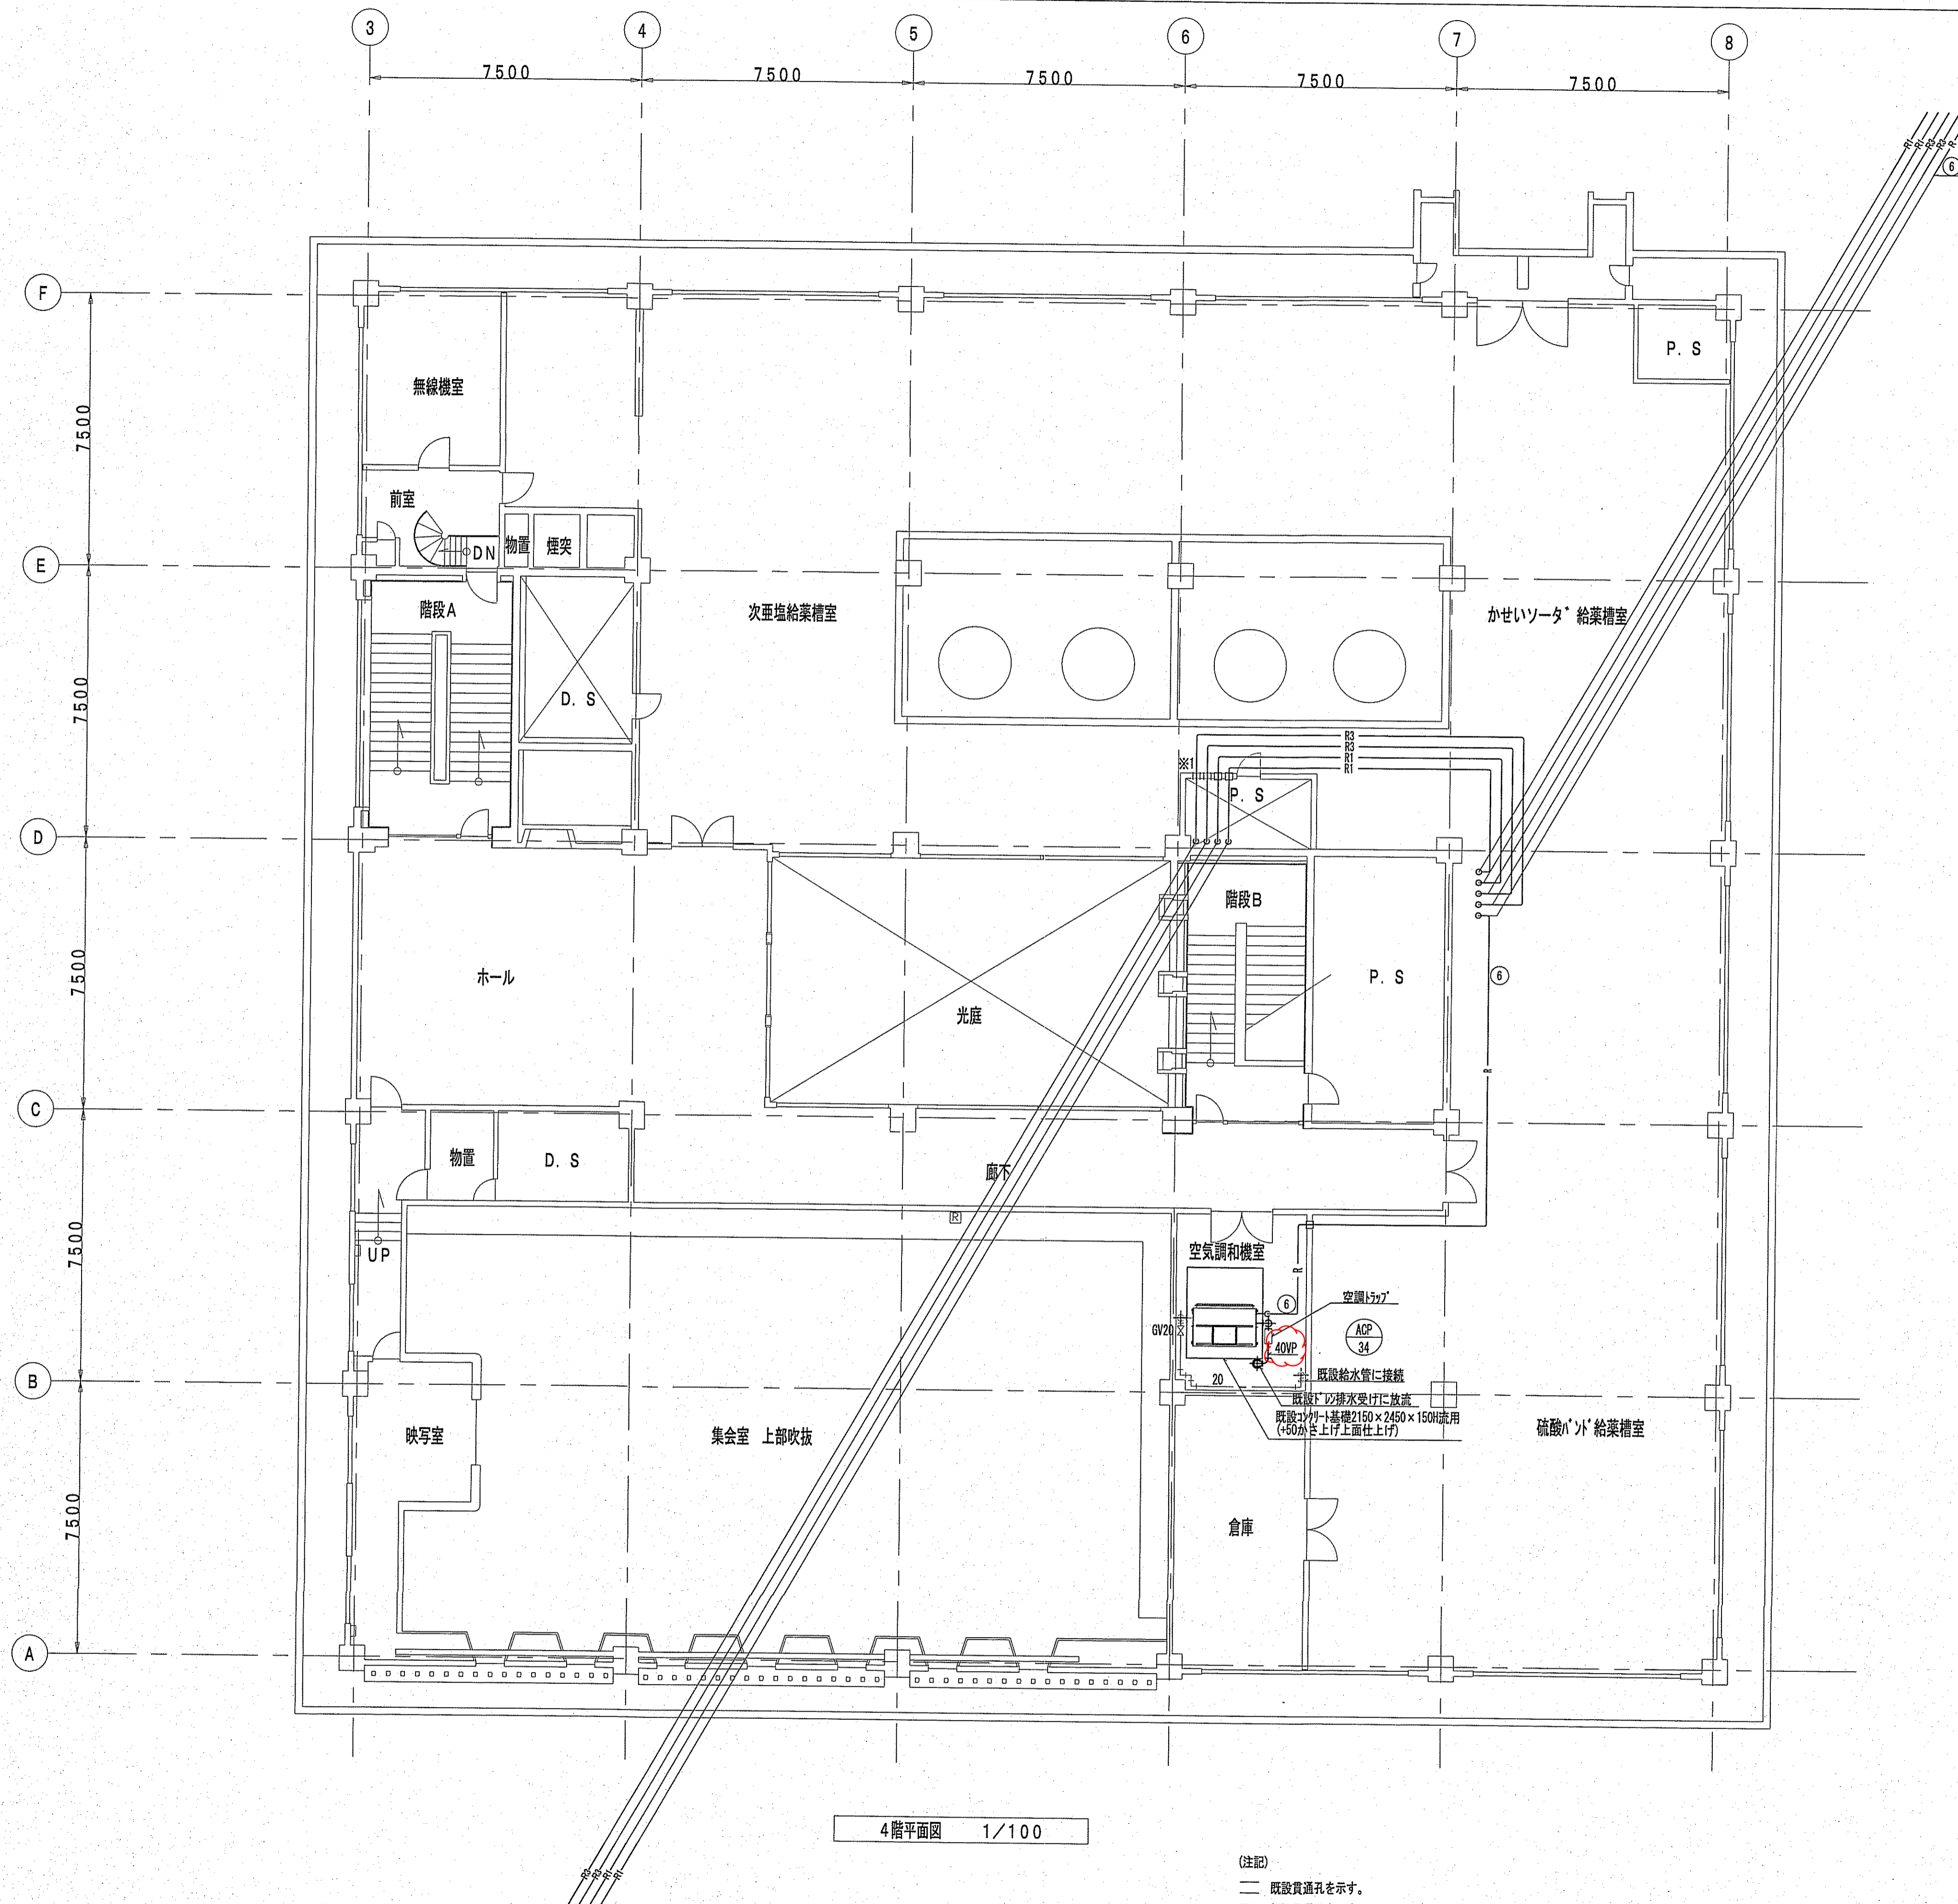 3
4
5
6
7
8
7500
7500
7500
7500
7500
R1
R1
R3
R3
R
6
F
E
D
C
B
A
7500
7500
7500
7500
7500
P. S
無線機室
前室
DN
物置
煙突
階段A
D. S
次亜塩給薬槽室
かせいソーダ給薬槽室
R3
R3
R1
R1
※1
P. S
階段B
ホール
光庭
P. S
6
R
物置
D. S
廊下
R
UP
空気調和機室
R
6
空調トラップ
GV20
40VP
ACP
34
20
既設給水管に接続
既設ドレン排水受けに放流
既設コンクリート基礎2150×2450×150H流用
(+50かさ上げ上面仕上げ)
映写室
集会室 上部吹抜
硫酸バンド給薬槽室
倉庫
4階平面図 1/100
R3
R3
R1
R1
(注記)
既設貫通孔を示す。